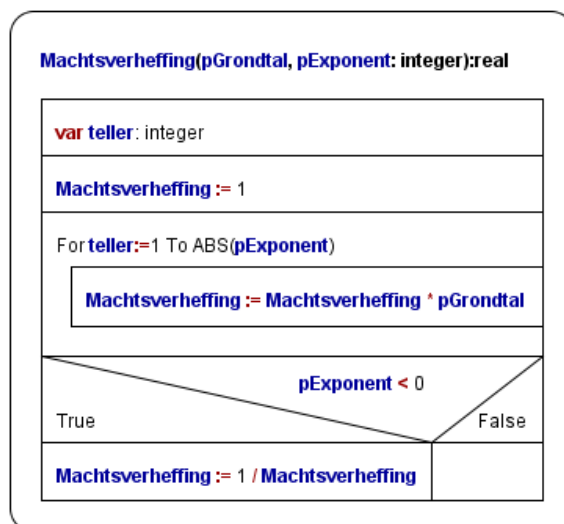 Machtsverheffing(pGrondtal, pExponent: integer):real
var teller: integer
Machtsverheffing := 1
For teller:=1 To ABS(pExponent)
Machtsverheffing := Machtsverheffing * pGrondtal
pExponent < 0
True
False
Machtsverheffing := 1 / Machtsverheffing